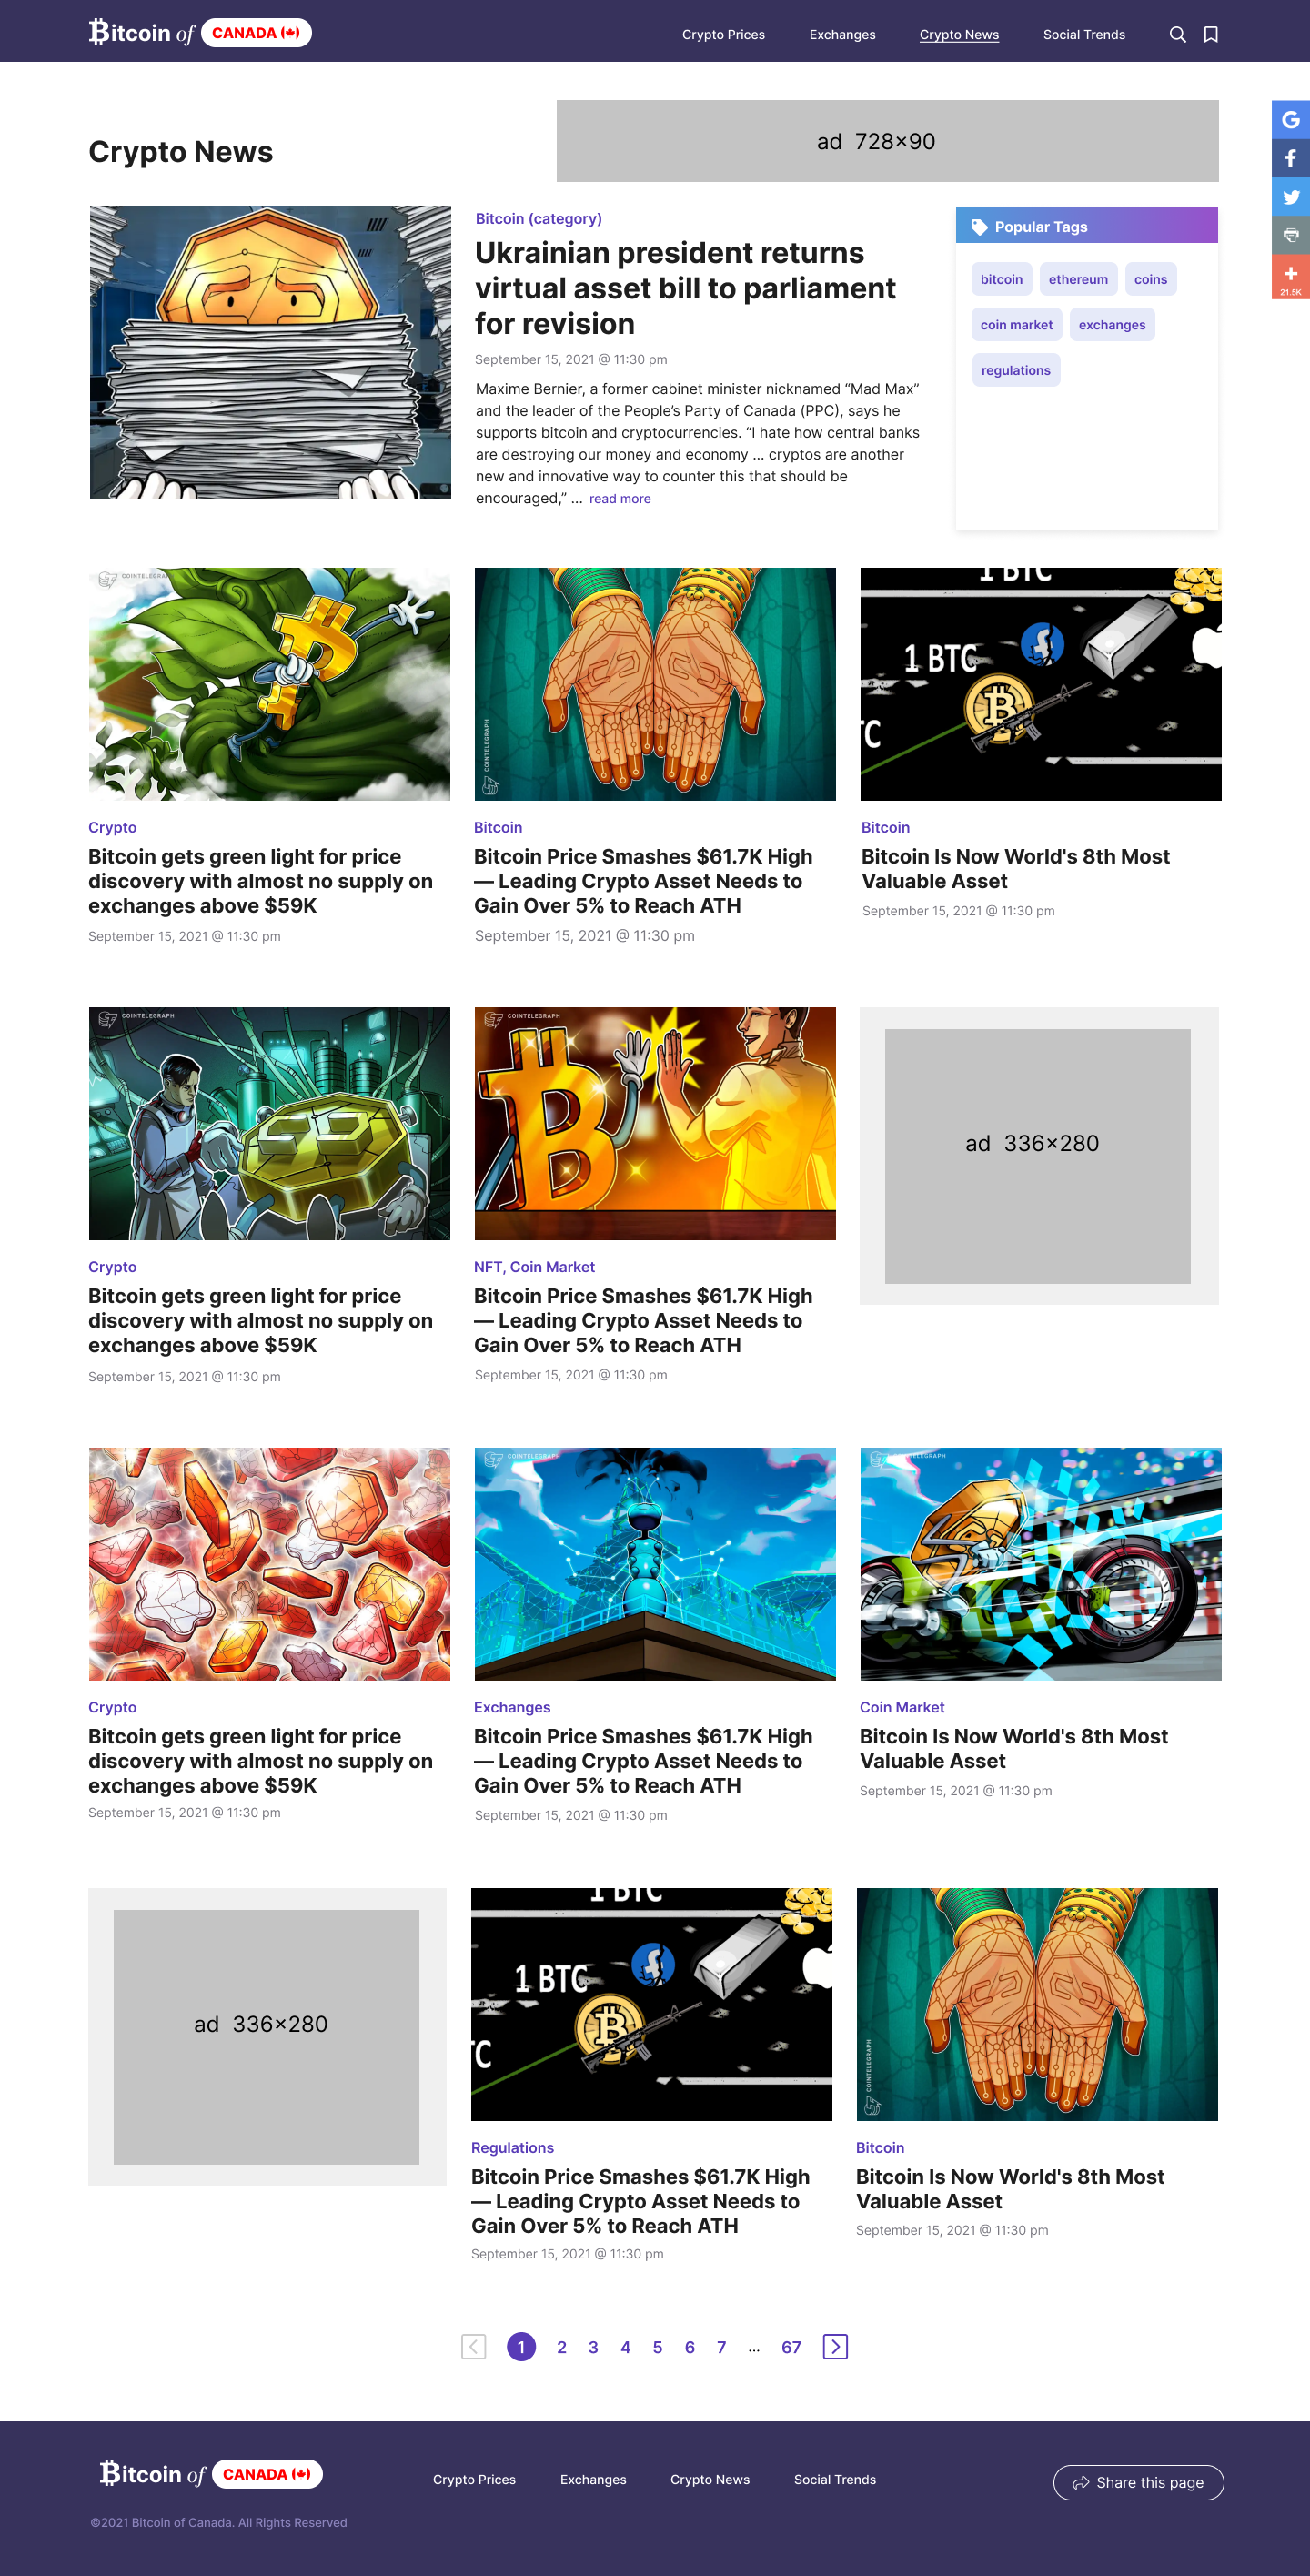 Bitcoin of CANADA
Crypto Prices
Exchanges
Crypto News
Social Trends
Crypto News
ad 728x90
21.5K
Bitcoin (category)
Ukrainian president returns
virtual asset bill to parliament
for revision
September 15, 2021 @ 11:30 pm
Maxime Bernier, a former cabinet minister nicknamed “Mad Max”
and the leader of the People’s Party of Canada (PPC), says he
supports bitcoin and cryptocurrencies. “I hate how central banks
are destroying our money and economy ... cryptos are another
new and innovative way to counter this that should be
encouraged,” ... read more
Popular Tags
bitcoin
ethereum
coins
coin market
exchanges
regulations
COINTELEGRAPH
Crypto
Bitcoin gets green light for price
discovery with almost no supply on
exchanges above $59K
September 15, 2021 @ 11:30 pm
COINTELEGRAPH
Bitcoin
Bitcoin Price Smashes $61.7K High
— Leading Crypto Asset Needs to
Gain Over 5% to Reach ATH
September 15, 2021 @ 11:30 pm
1 BTC
1 BTC
TC
Bitcoin
Bitcoin Is Now World's 8th Most
Valuable Asset
September 15, 2021 @ 11:30 pm
COINTELEGRAPH
Crypto
Bitcoin gets green light for price
discovery with almost no supply on
exchanges above $59K
September 15, 2021 @ 11:30 pm
COINTELEGRAPH
NFT, Coin Market
Bitcoin Price Smashes $61.7K High
— Leading Crypto Asset Needs to
Gain Over 5% to Reach ATH
September 15, 2021 @ 11:30 pm
ad 336x280
Crypto
Bitcoin gets green light for price
discovery with almost no supply on
exchanges above $59K
September 15, 2021 @ 11:30 pm
COINTELEGRAPH
Exchanges
Bitcoin Price Smashes $61.7K High
— Leading Crypto Asset Needs to
Gain Over 5% to Reach ATH
September 15, 2021 @ 11:30 pm
COINTELEGRAPH
Coin Market
Bitcoin Is Now World's 8th Most
Valuable Asset
September 15, 2021 @ 11:30 pm
ad 336x280
1 BTC
1 BTC
TC
Regulations
Bitcoin Price Smashes $61.7K High
— Leading Crypto Asset Needs to
Gain Over 5% to Reach ATH
September 15, 2021 @ 11:30 pm
COINTELEGRAPH
Bitcoin
Bitcoin Is Now World's 8th Most
Valuable Asset
September 15, 2021 @ 11:30 pm
1 2 3 4 5 6 7 ... 67
Bitcoin of CANADA
Crypto Prices
Exchanges
Crypto News
Social Trends
Share this page
©2021 Bitcoin of Canada. All Rights Reserved